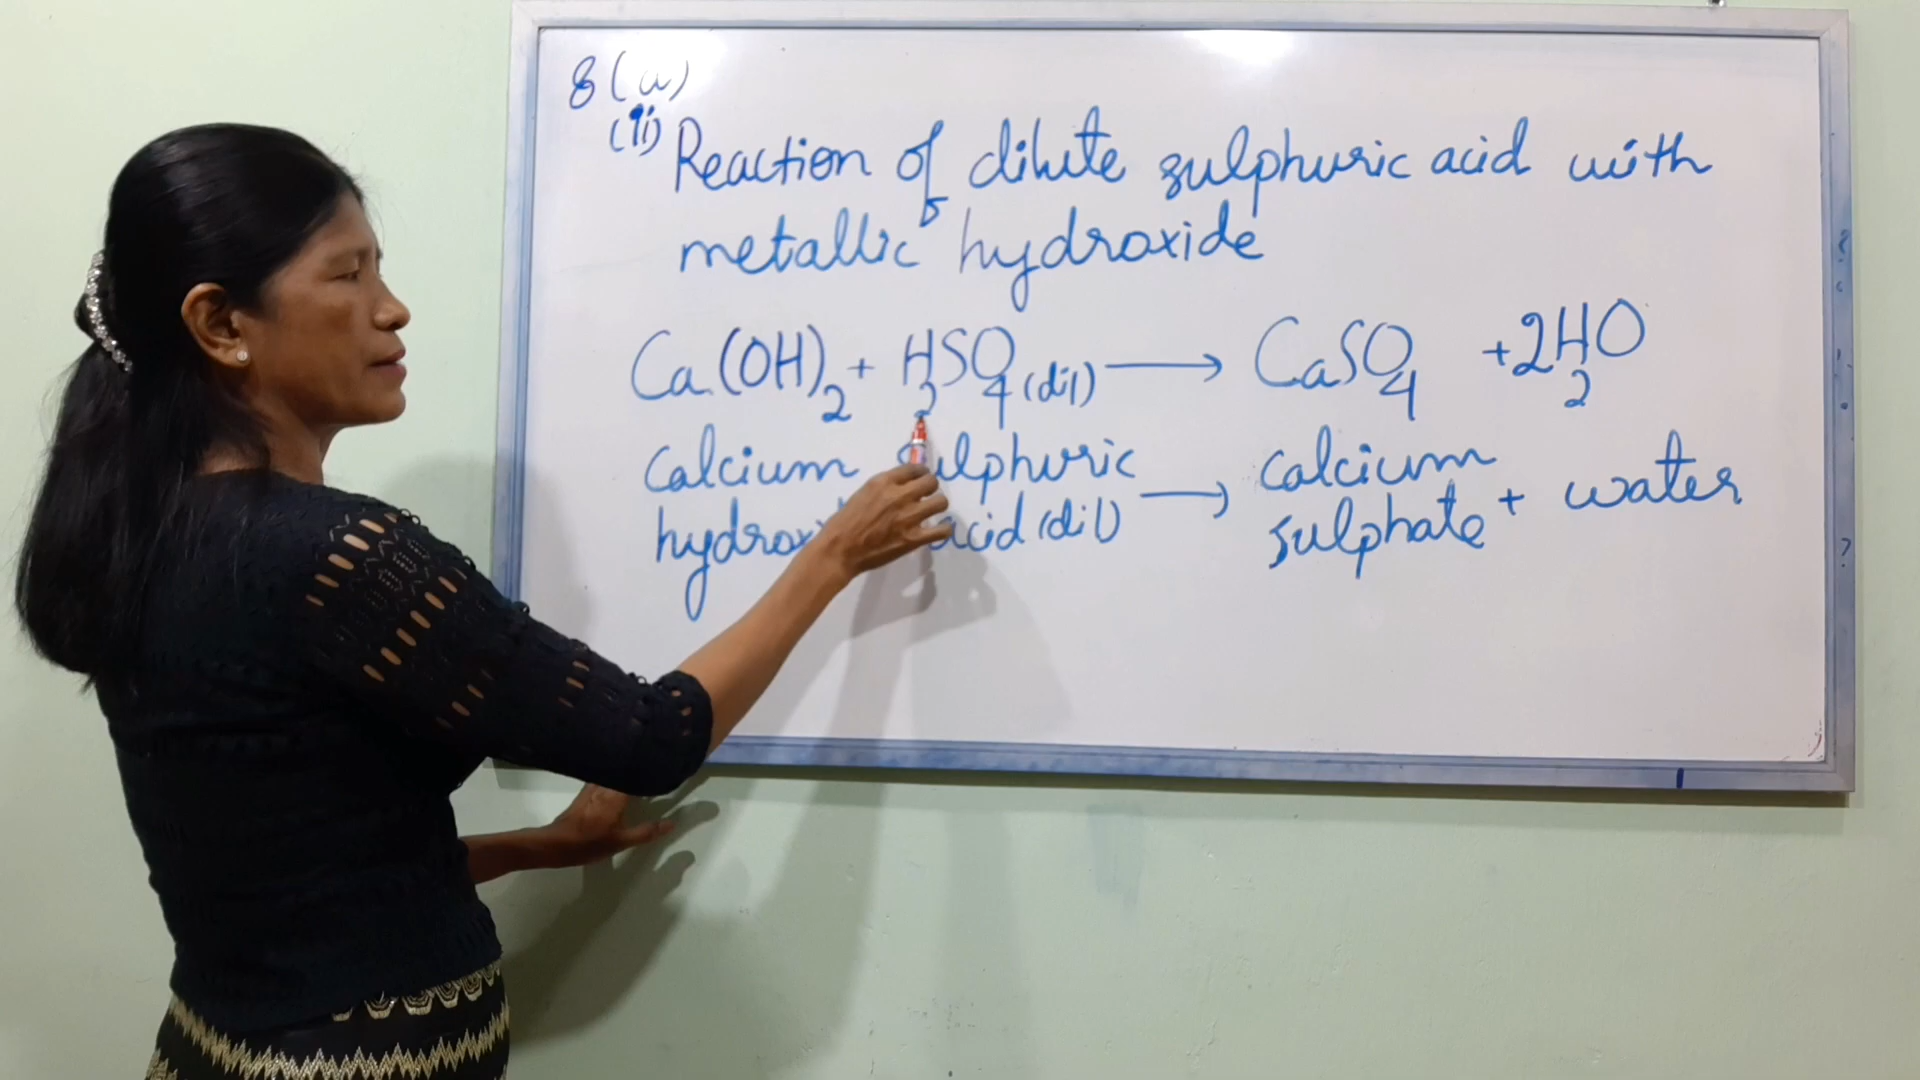 8 (a)
(ii) Reaction of dilute sulphuric acid with
metallic hydroxide
Ca(OH)₂ + H₂SO₄ (dil) → CaSO₄ + 2H₂O
Calcium sulphuric → calcium + water
acid (dil) sulphate